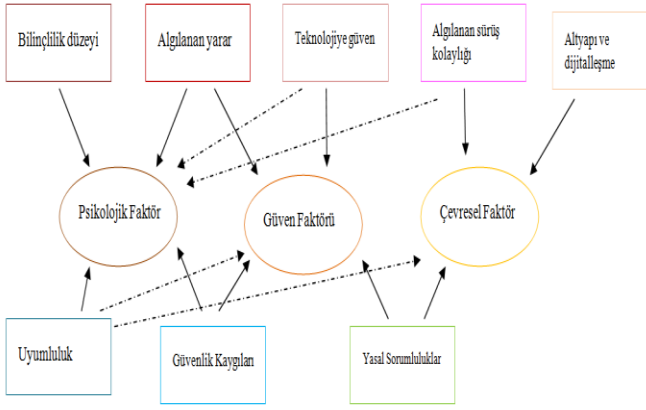 Bilinçlilik düzeyi
Algılanan yarar
Teknolojiye güven
Algılanan sürüş
kolaylığı
Altyapı ve
dijitalleşme
Psikolojik Faktör
Güven Faktörü
Çevresel Faktör
Uyumluluk
Güvenlik Kaygıları
Yasal Sorumluluklar